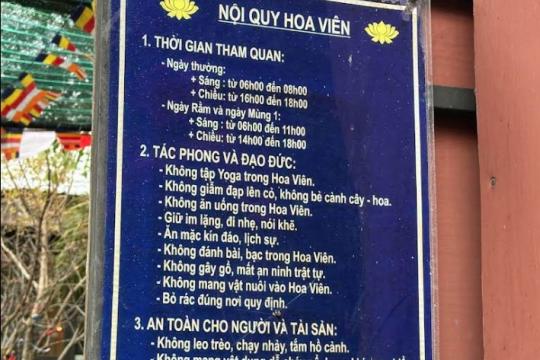 NỘI QUY HOA VIÊN
1. THỜI GIAN THAM QUAN:
- Ngày thường:
+ Sáng : từ 06h00 đến 08h00
+ Chiều: từ 16h00 đến 18h00
- Ngày Rằm và ngày Mùng 1:
+ Sáng : từ 06h00 đến 11h00
+ Chiều: từ 14h00 đến 18h00
2. TÁC PHONG VÀ ĐẠO ĐỨC:
- Không tập Yoga trong Hoa Viên.
- Không giẫm đạp lên cỏ, không bẻ cành cây - hoa.
- Không ăn uống trong Hoa Viên.
- Giữ im lặng, đi nhẹ, nói khẽ.
- Ăn mặc kín đáo, lịch sự.
- Không đánh bài, bạc trong Hoa Viên.
- Không gây gổ, mất an ninh trật tự.
- Không mang vật nuôi vào Hoa Viên.
- Bỏ rác đúng nơi quy định.
3. AN TOÀN CHO NGƯỜI VÀ TÀI SẢN:
- Không leo trèo, chạy nhảy, tắm hồ cảnh.
- Không mang vật dụng